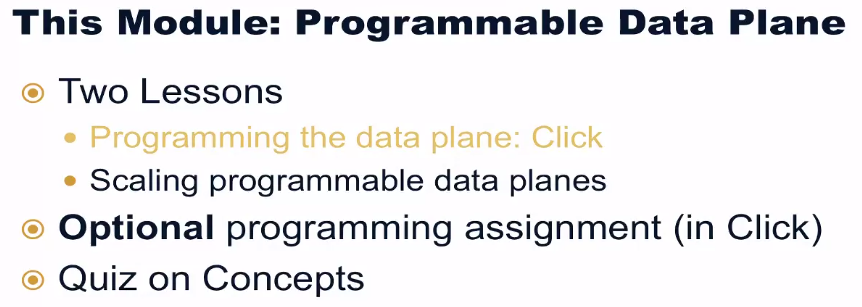 This Module: Programmable Data Plane
Two Lessons
Programming the data plane: Click
Scaling programmable data planes
Optional programming assignment (in Click)
Quiz on Concepts